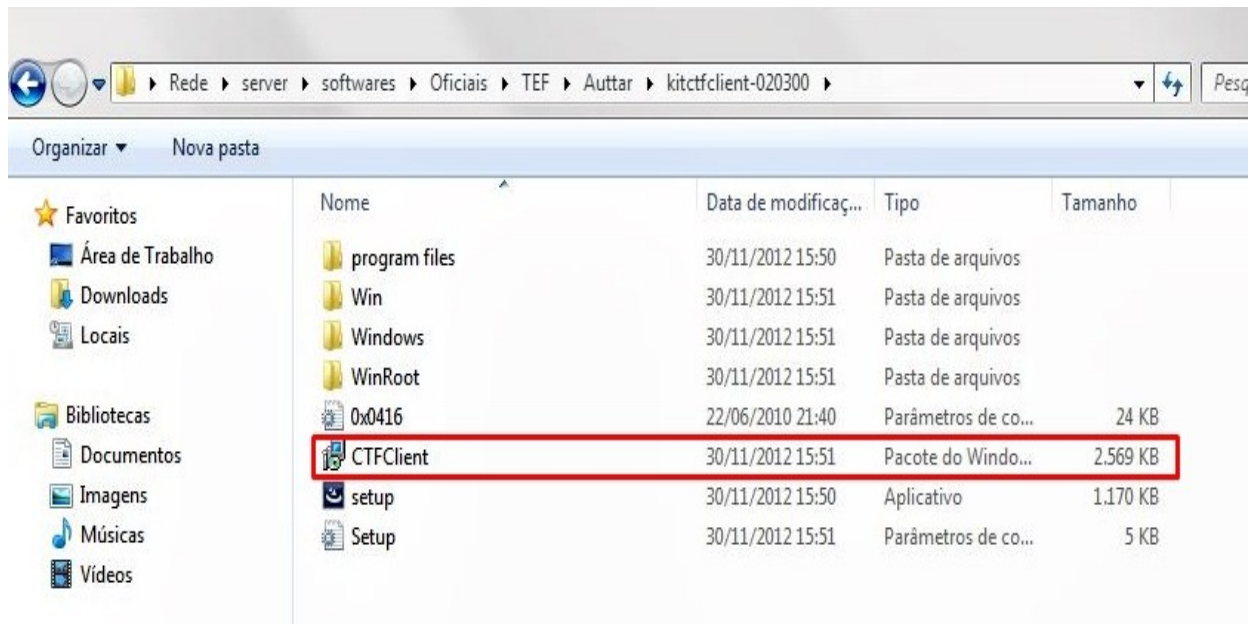 Rede server softwares Oficiais TEF Auttar kitctfclient-020300 Pesq
Organizar Nova pasta
Favoritos
Área de Trabalho
Downloads
Locais
Bibliotecas
Documentos
Imagens
Músicas
Vídeos
Nome Data de modificaç... Tipo Tamanho
program files 30/11/2012 15:50 Pasta de arquivos
Win 30/11/2012 15:51 Pasta de arquivos
Windows 30/11/2012 15:51 Pasta de arquivos
WinRoot 30/11/2012 15:51 Pasta de arquivos
0x0416 22/06/2010 21:40 Parâmetros de co... 24 KB
CTFClient 30/11/2012 15:51 Pacote do Windo... 2.569 KB
setup 30/11/2012 15:50 Aplicativo 1.170 KB
Setup 30/11/2012 15:51 Parâmetros de co... 5 KB